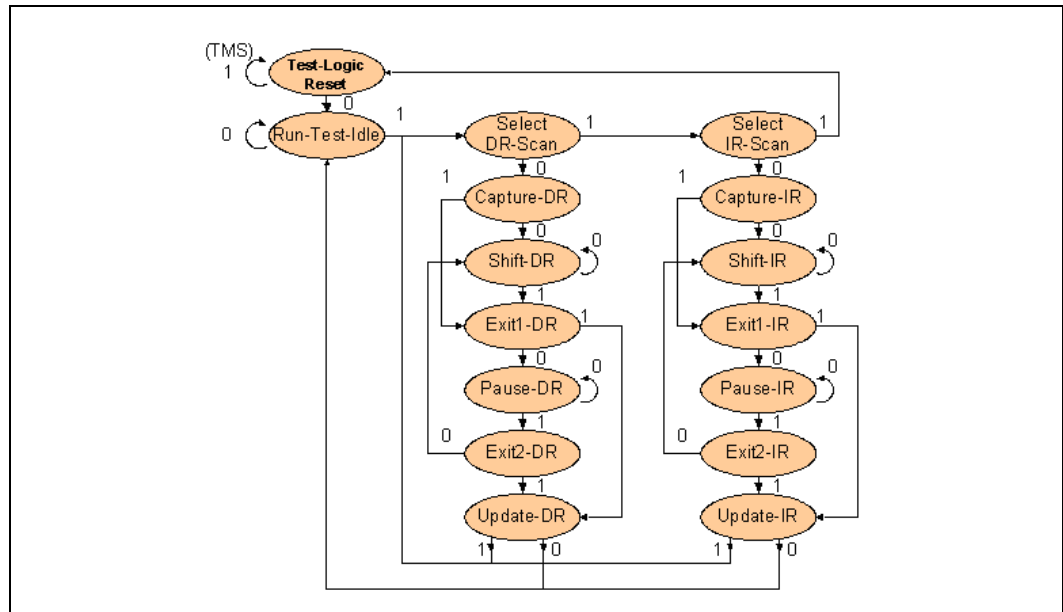 (TMS)
1
Test-Logic
Reset
0
0
Run-Test-Idle
1
Select
DR-Scan
1
Select
IR-Scan
1
0
0
1
Capture-DR
1
Capture-IR
0
0
Shift-DR
0
Shift-IR
0
1
1
Exit1-DR
1
Exit1-IR
1
0
0
Pause-DR
0
Pause-IR
0
1
1
0
Exit2-DR
0
Exit2-IR
1
1
Update-DR
Update-IR
1
0
1
0